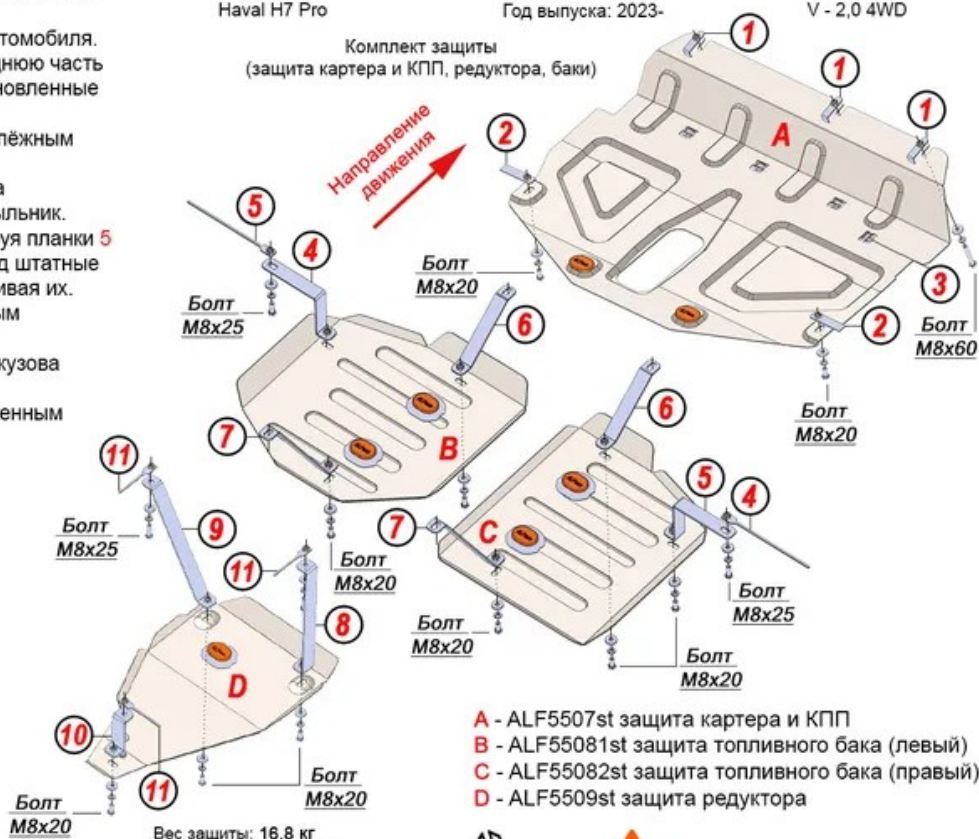 Haval H7 Pro
Год выпуска: 2023-
V - 2,0 4WD
томобиля.
днюю часть
новленные
лёжным
а
ыльник.
уя планки 5
д штатные
ивая их.
ым
кузова
енным
Комплект защиты
(защита картера и КПП, редуктора, баки)
Направление
движения
1
1
1
A
2
Болт
M8x20
3
Болт
M8x60
2
Болт
M8x20
5
4
Болт
M8x25
6
7
B
Болт
M8x20
6
5
4
7
C
Болт
M8x25
Болт
M8x20
Болт
M8x20
11
Болт
M8x25
9
11
8
D
10
11
Болт
M8x20
Болт
M8x20
A - ALF5507st защита картера и КПП
B - ALF55081st защита топливного бака (левый)
C - ALF55082st защита топливного бака (правый)
D - ALF5509st защита редуктора
Вес защиты: 16,8 кг